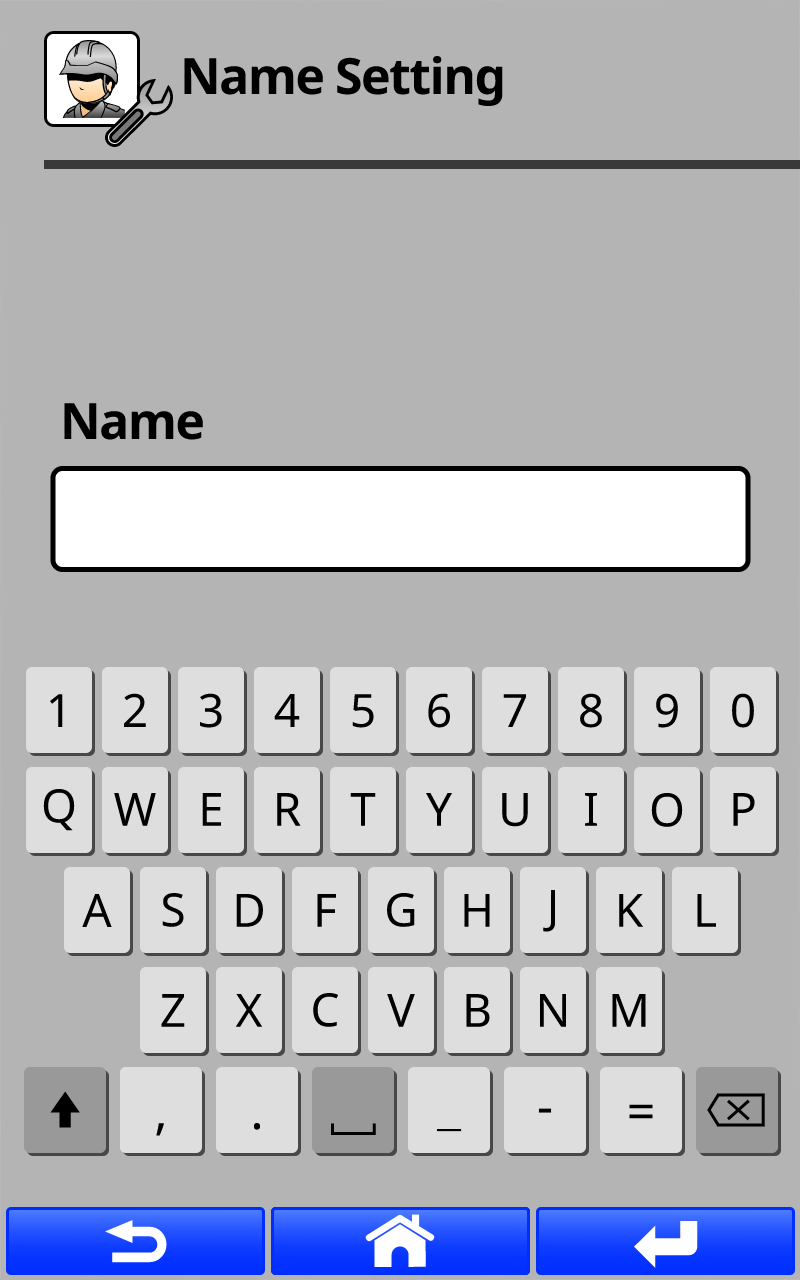 Name Setting
Name
1 2 3 4 5 6 7 8 9 0
Q W E R T Y U I O P
A S D F G H J K L
Z X C V B N M
, . _ - =